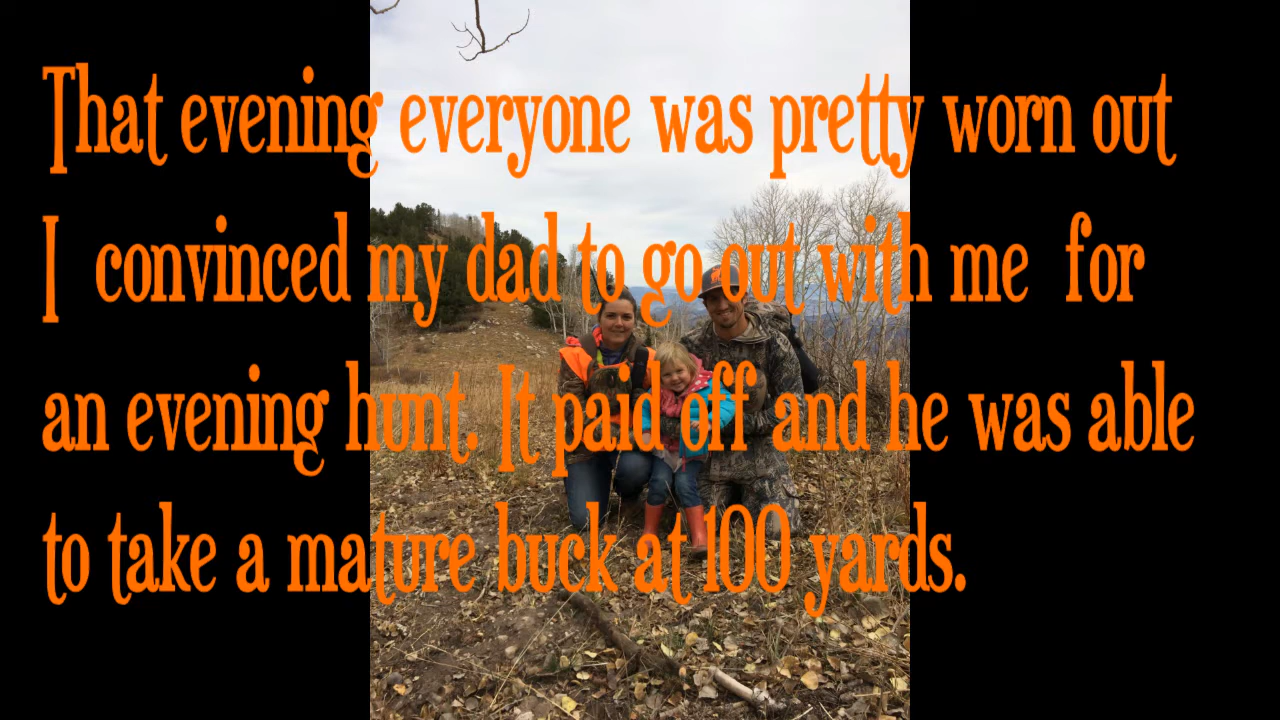 That evening everyone was pretty worn out
I convinced my dad to go out with me for
an evening hunt. It paid off and he was able
to take a mature buck at 100 yards.